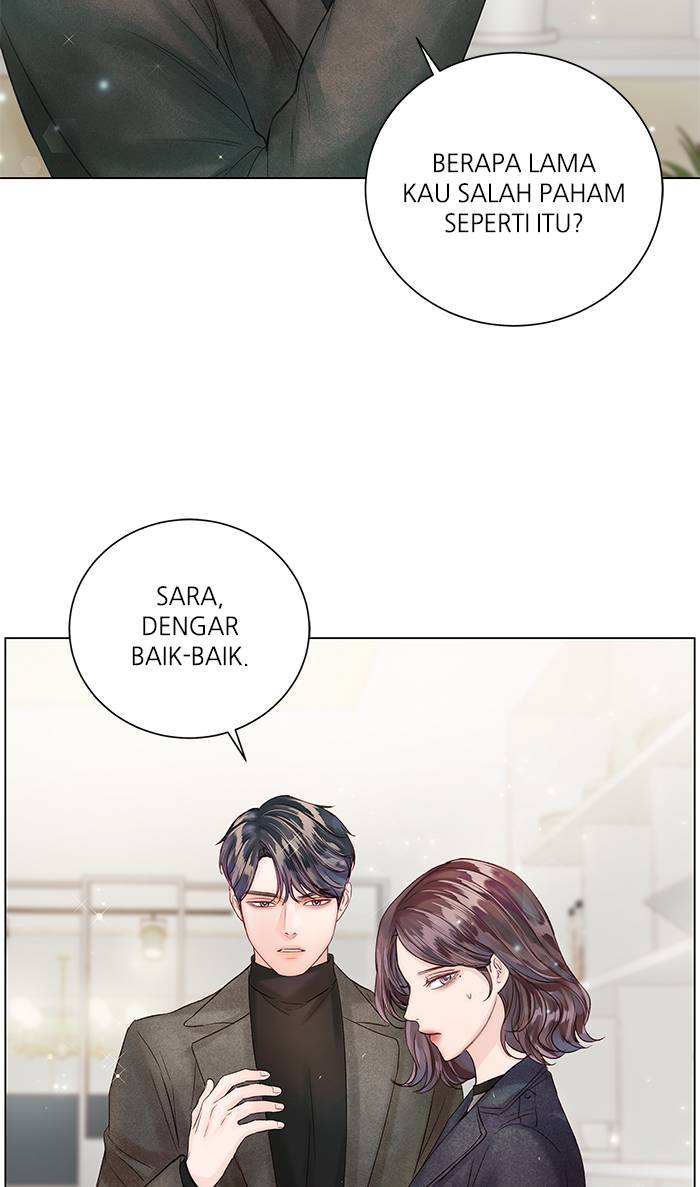 BERAPA LAMA
KAU SALAH PAHAM
SEPERTI ITU?
SARA,
DENGAR
BAIK-BAIK.